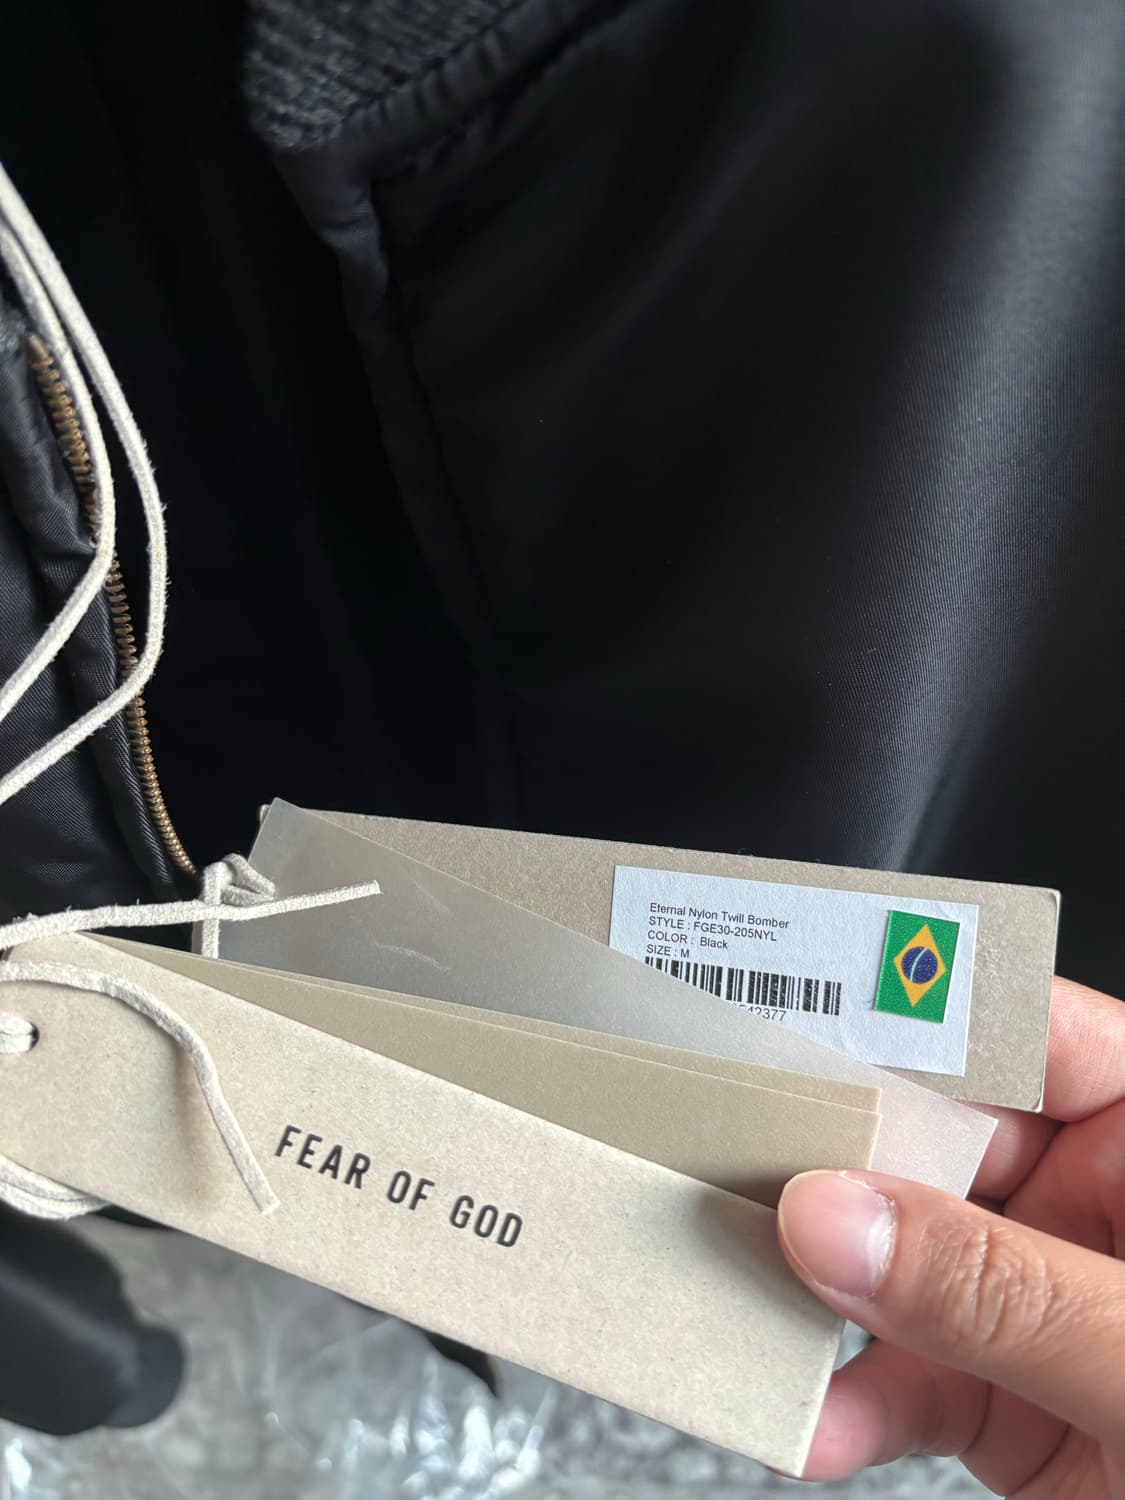 Eternal Nylon Twill Bomber
STYLE : FGE30-205NYL
COLOR : Black
SIZE : M
FEAR OF GOD